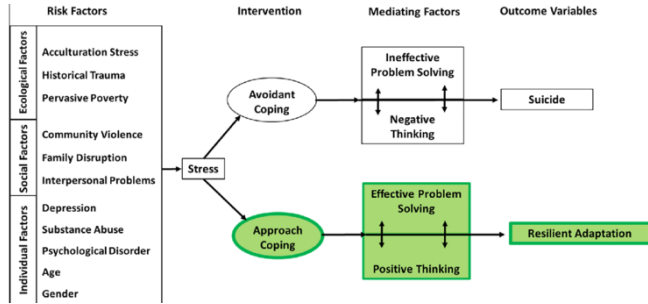 Risk Factors
Intervention
Mediating Factors
Outcome Variables
Ecological Factors
Acculturation Stress
Historical Trauma
Pervasive Poverty
Social Factors
Community Violence
Family Disruption
Interpersonal Problems
Individual Factors
Depression
Substance Abuse
Psychological Disorder
Age
Gender
Stress
Avoidant
Coping
Ineffective
Problem Solving
Negative
Thinking
Suicide
Approach
Coping
Effective Problem
Solving
Positive Thinking
Resilient Adaptation